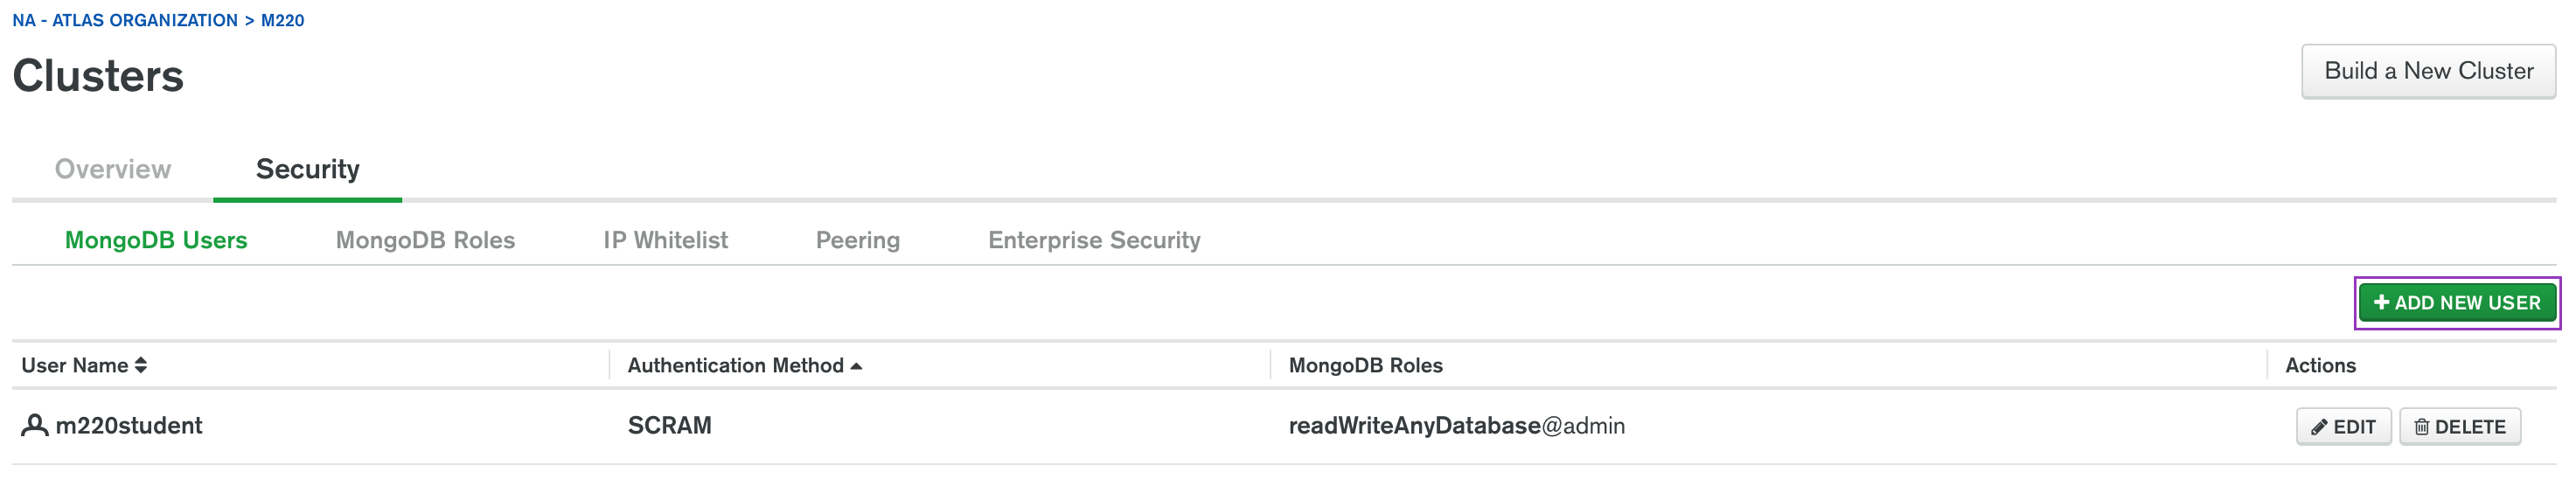 NA - ATLAS ORGANIZATION > M220
Clusters
Build a New Cluster
Overview Security
MongoDB Users MongoDB Roles IP Whitelist Peering Enterprise Security
+ ADD NEW USER
User Name Authentication Method MongoDB Roles Actions
m220student SCRAM readWriteAnyDatabase@admin EDIT DELETE